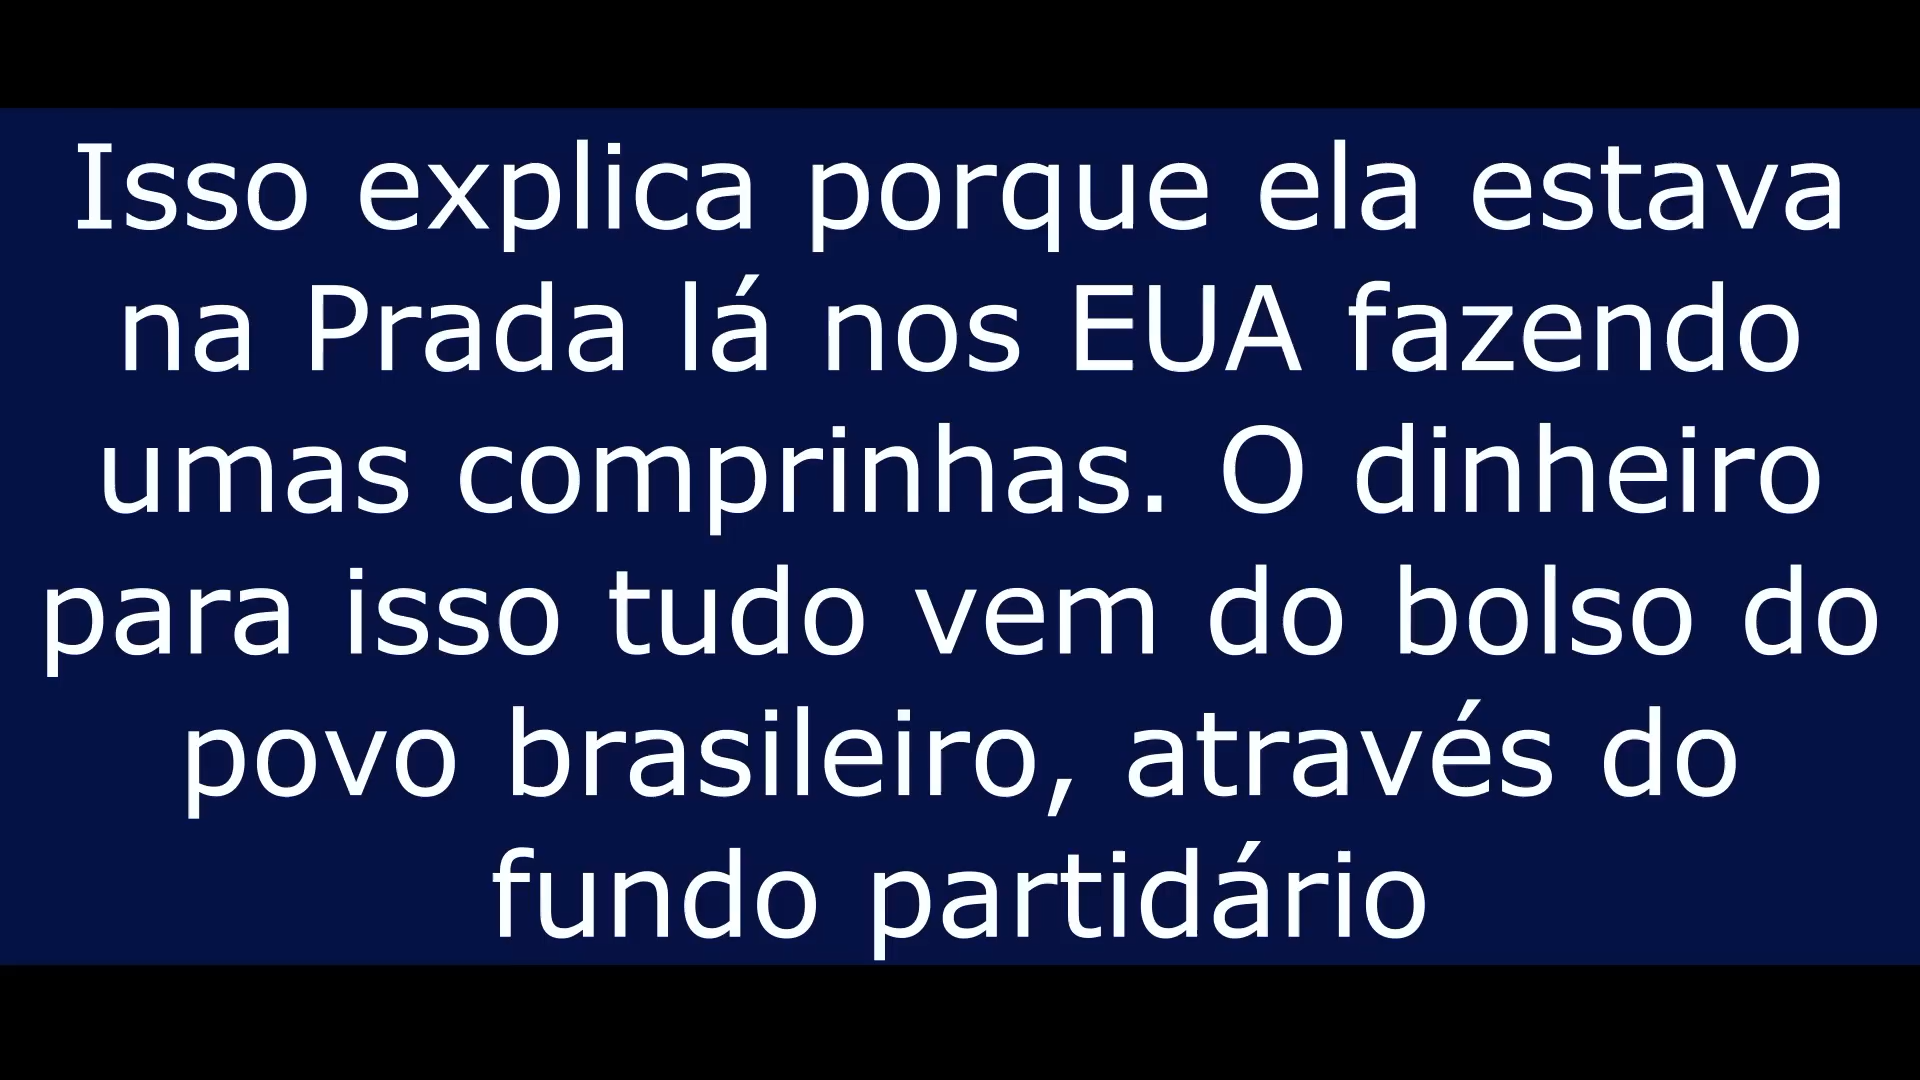 Isso explica porque ela estava
na Prada lá nos EUA fazendo
umas comprinhas. O dinheiro
para isso tudo vem do bolso do
povo brasileiro, através do
fundo partidário